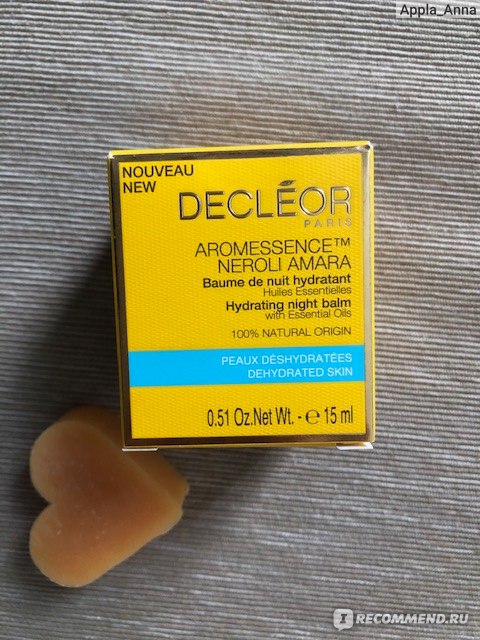 Appla_Anna
NOUVEAU
NEW
DECLÉOR
PARIS
AROMESSENCE™
NEROLI AMARA
Baume de nuit hydratant
Huiles Essentielles
Hydrating night balm
with Essential Oils
100% NATURAL ORIGIN
PEAUX DÉSHYDRATÉES
DEHYDRATED SKIN
0.51 Oz.Net Wt. - ℮ 15 ml
IRECOMMEND.RU